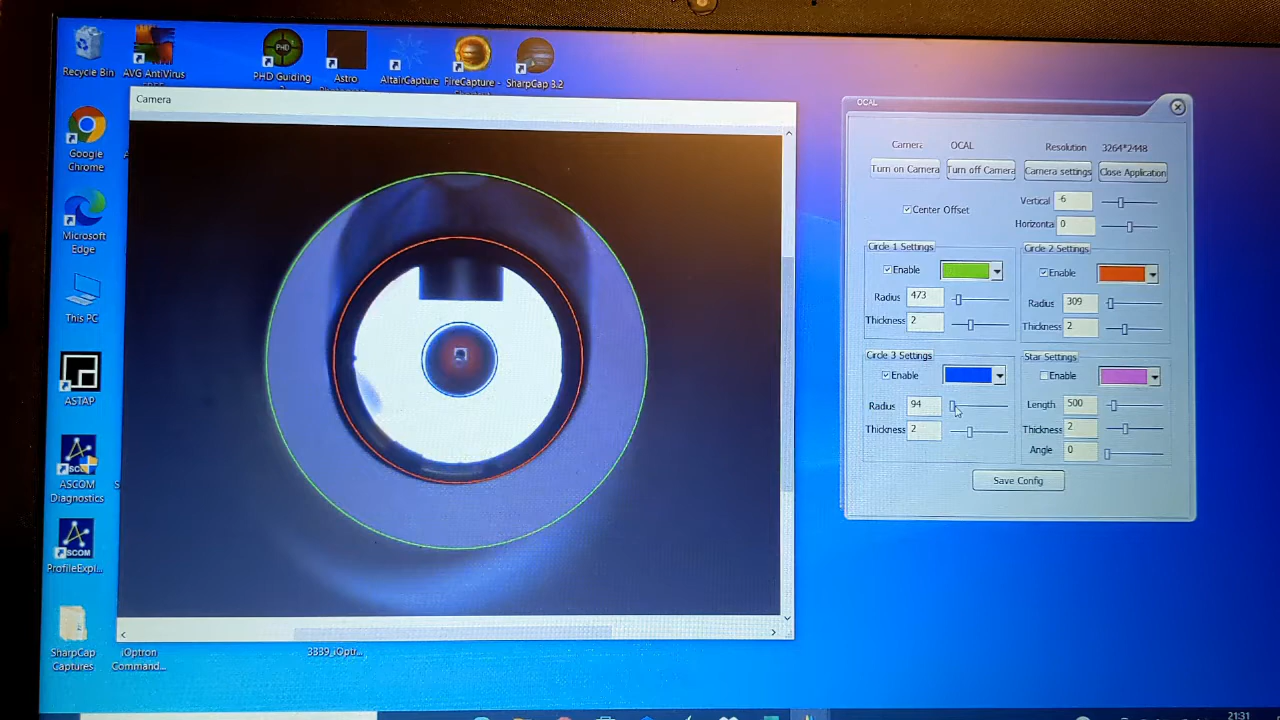 Recycle Bin
AVG AntiVirus
PHD
PHD Guiding
Astro
AltairCapture
FireCapture -
SharpCap 3.2
Google
Chrome
Microsoft
Edge
This PC
ASTAP
ASCOM
Diagnostics
SCOM
ProfileExpl...
SharpCap
Captures
iOptron
Command...
3339_iOptr...
Camera
OCAL
Camera OCAL Resolution 3264*2448
Turn on Camera Turn off Camera Camera settings Close Application
Center Offset
Vertical -6
Horizonta 0
Circle 1 Settings
Enable
Radius 473
Thickness 2
Circle 2 Settings
Enable
Radius 309
Thickness 2
Circle 3 Settings
Enable
Radius 94
Thickness 2
Star Settings
Enable
Length 500
Thickness 2
Angle 0
Save Config
21:31